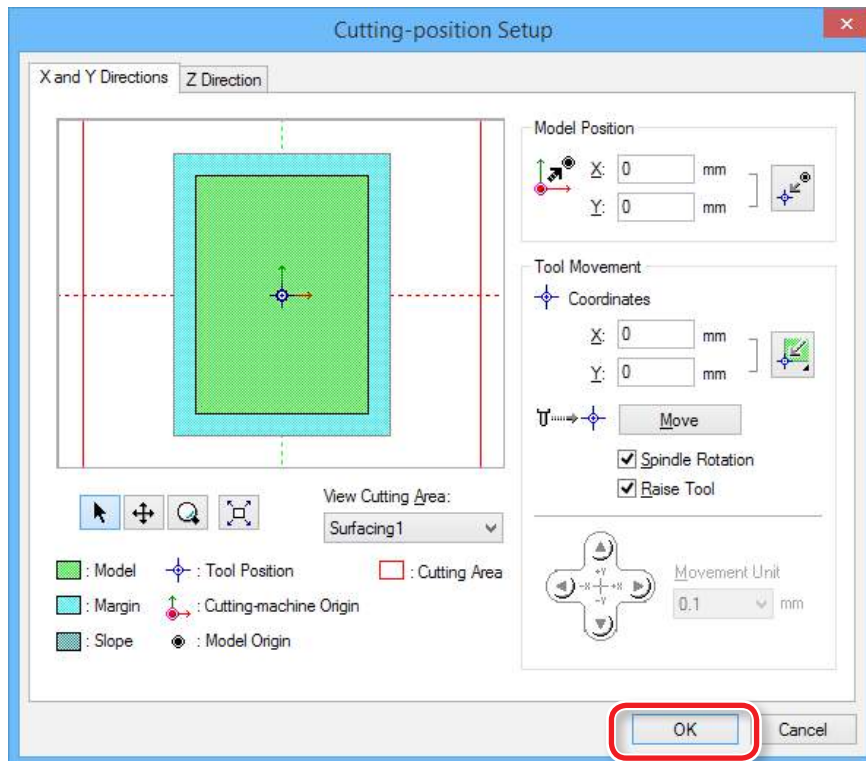 Cutting-position Setup
X and Y Directions
Z Direction
Model Position
X: 0 mm
Y: 0 mm
Tool Movement
Coordinates
X: 0 mm
Y: 0 mm
Move
Spindle Rotation
Raise Tool
View Cutting Area:
Surfacing1
: Model
: Tool Position
: Cutting Area
: Margin
: Cutting-machine Origin
: Slope
: Model Origin
+Y
-X +X
-Y
Movement Unit
0.1 mm
OK
Cancel